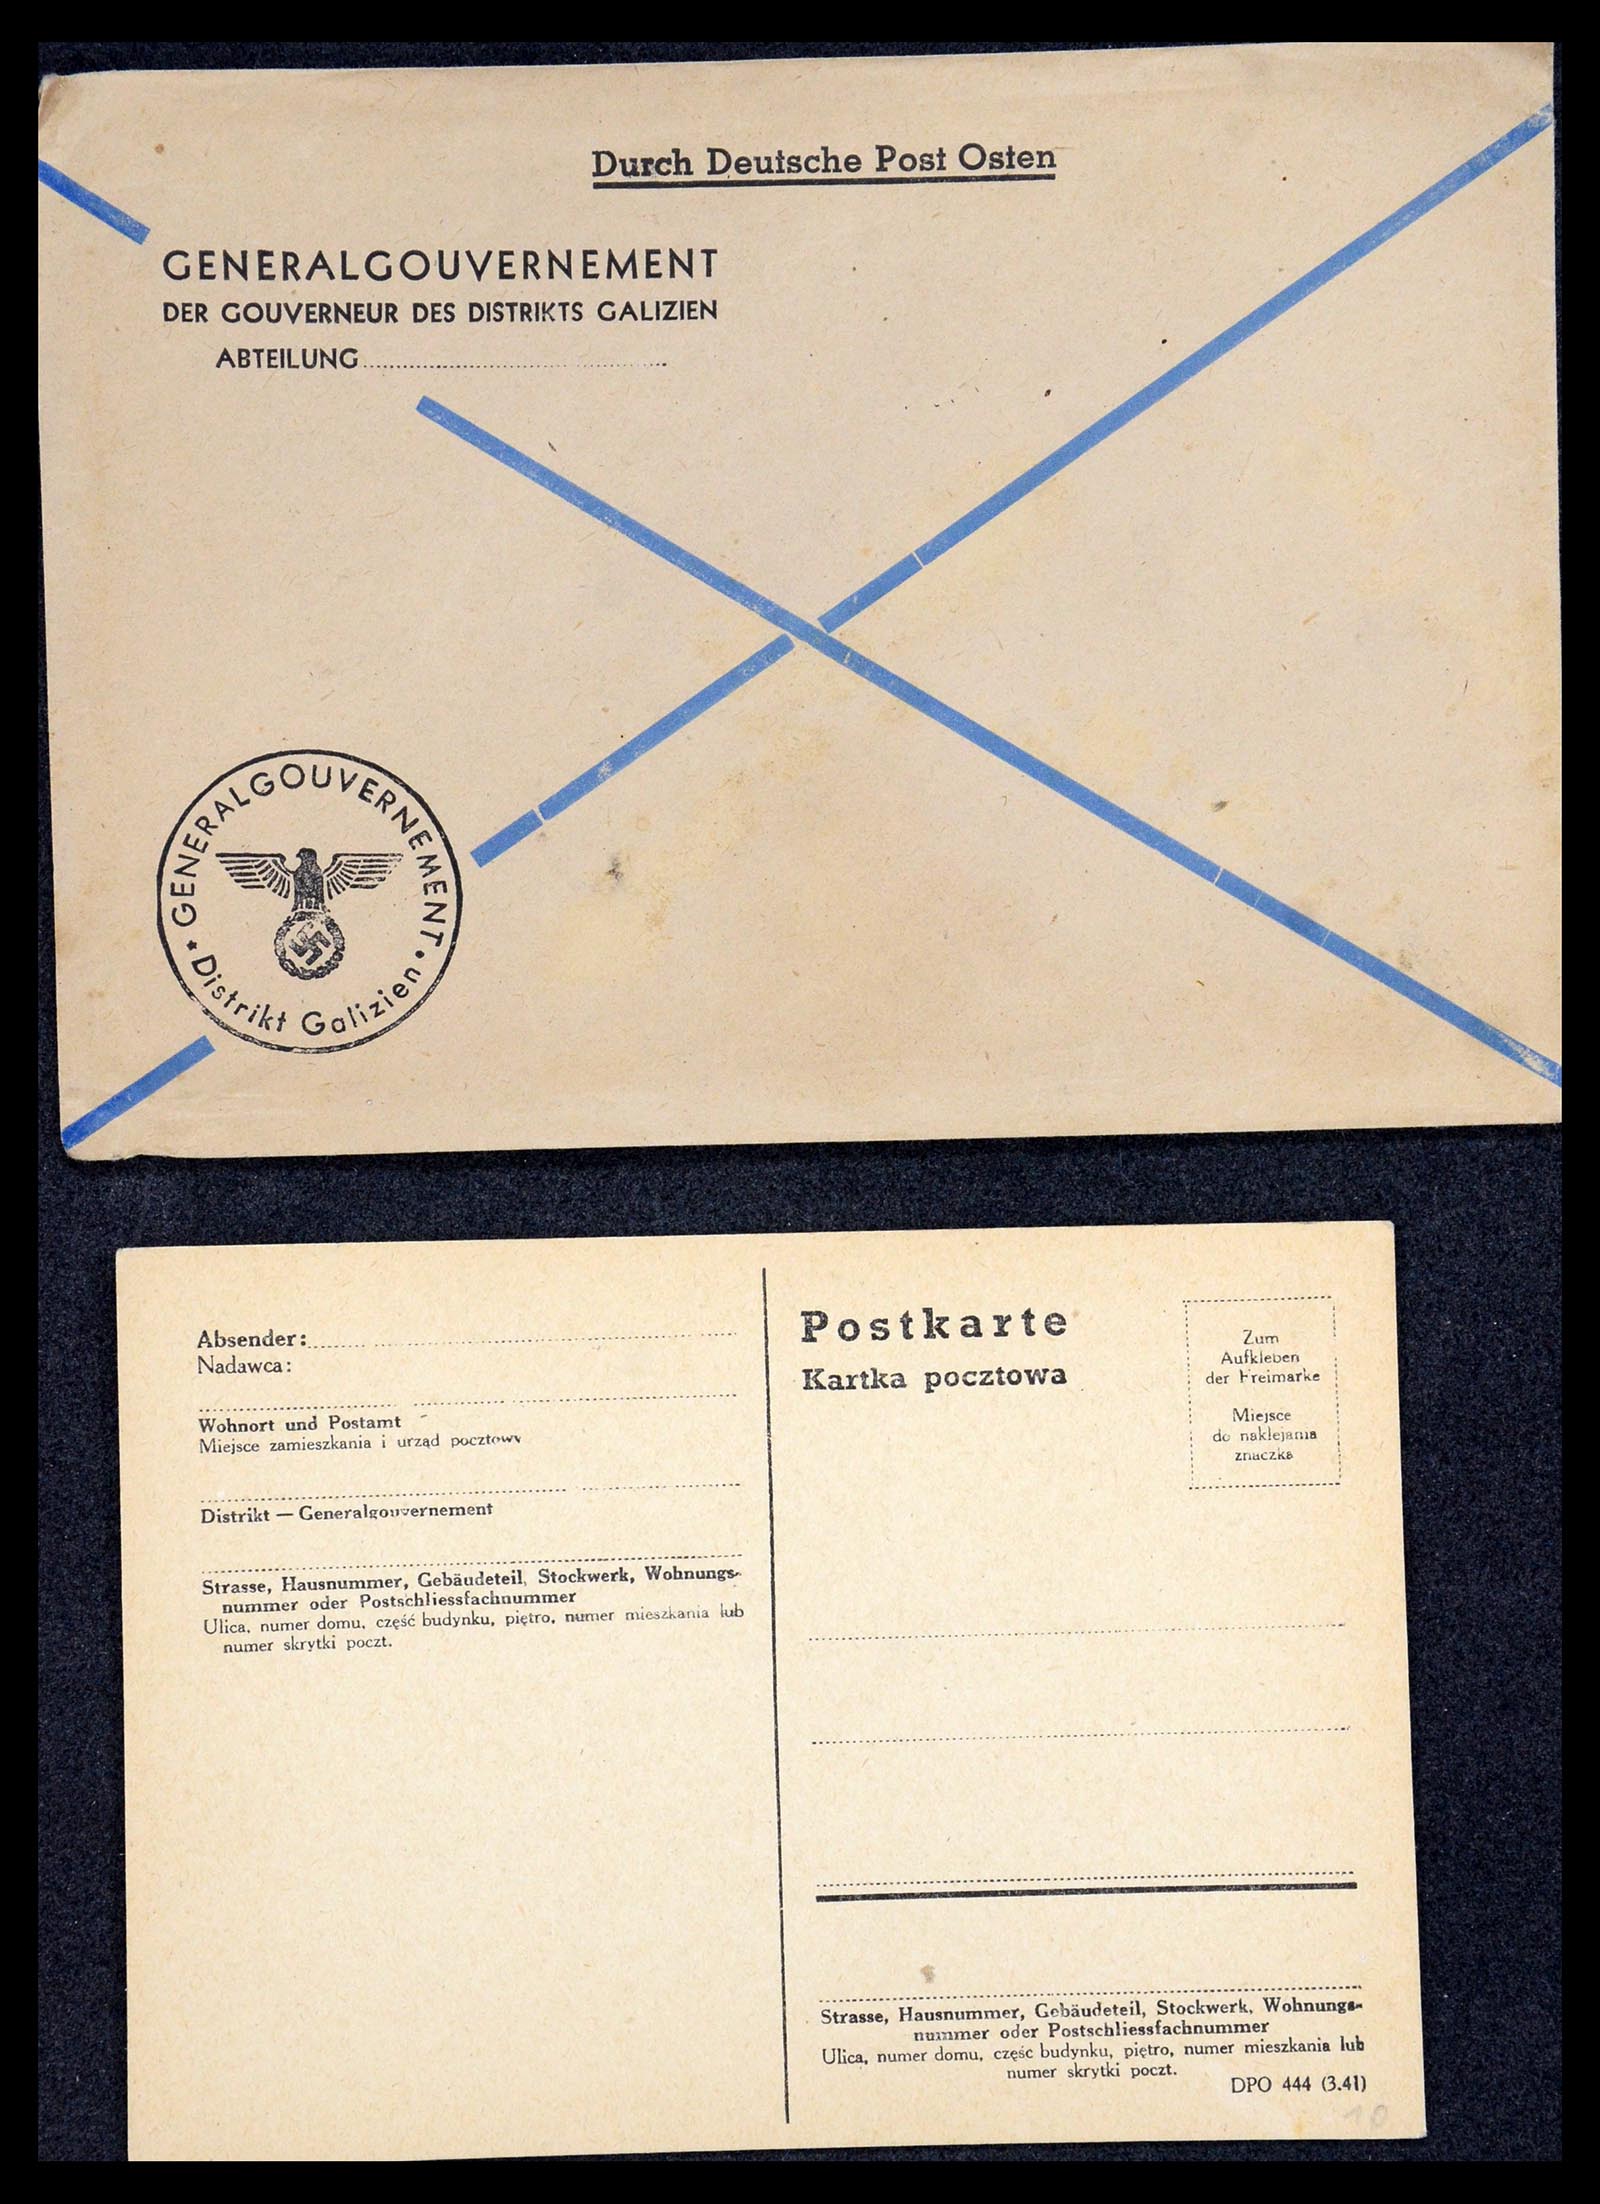 Durch Deutsche Post Osten
GENERALGOUVERNEMENT
DER GOUVERNEUR DES DISTRIKTS GALIZIEN
ABTEILUNG
GENERALGOUVERNEMENT
Distrikt Galizien
Absender:
Nadawca:
Wohnort und Postamt
Miejsce zamieszkania i urząd pocztowy
Distrikt — Generalgouvernement
Strasse, Hausnummer, Gebäudeteil, Stockwerk, Wohnungs-
nummer oder Postschliessfachnummer
Ulica, numer domu, część budynku, piętro, numer mieszkania lub
numer skrytki poczt.
Postkarte
Kartka pocztowa
Zum
Aufkleben
der Freimarke
Miejsce
do naklejania
znaczka
Strasse, Hausnummer, Gebäudeteil, Stockwerk, Wohnungs-
nummer oder Postschliessfachnummer
Ulica, numer domu, część budynku, piętro, numer mieszkania lub
numer skrytki poczt.
DPO 444 (3.41)
10